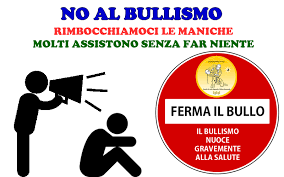 NO AL BULLISMO
RIMBOCCHIAMOCI LE MANICHE
MOLTI ASSISTONO SENZA FAR NIENTE
FERMA IL BULLO
IL BULLISMO
NUOCE
GRAVEMENTE
ALLA SALUTE